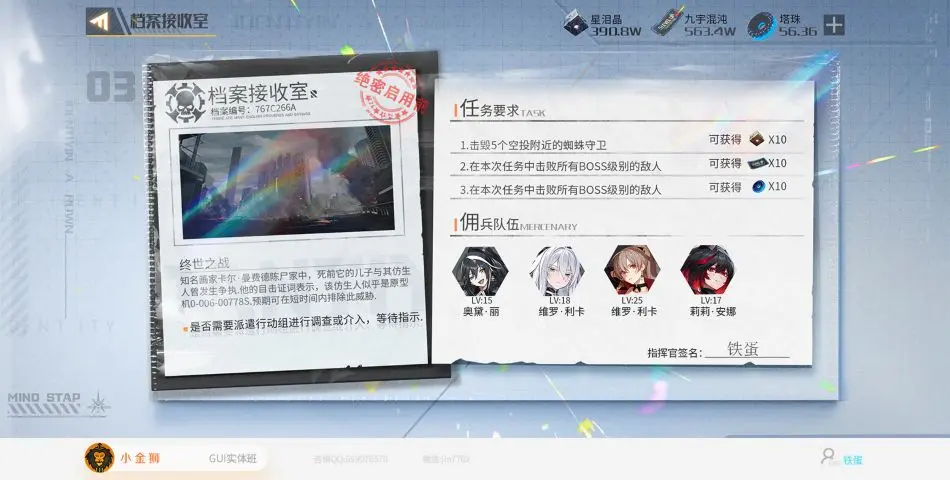 档案接收室
星泪晶
390.8W
九宇混沌
563.4W
塔珠
56.36
03
档案接收室
档案编号：767C266A
绝密启用
任务要求TASK
1.击毁5个空投附近的蜘蛛守卫
可获得 X10
2.在本次任务中击败所有BOSS级别的敌人
可获得 X10
3.在本次任务中击败所有BOSS级别的敌人
可获得 X10
佣兵队伍MERCENARY
LV:15
奥黛·丽
LV:18
维罗·利卡
LV:25
维罗·利卡
LV:17
莉莉·安娜
指挥官签名：铁蛋
终世之战
知名画家卡尔·曼费德陈尸家中，死前它的儿子与其仿生
人曾发生争执.他的目击证词表示，该仿生人似乎是原型
机0-006-00778S.预期可在短时间内排除此威胁.
是否需要派遣行动组进行调查或介入，等待指示.
MIND STAP
小金狮
GUI实体班
铁蛋